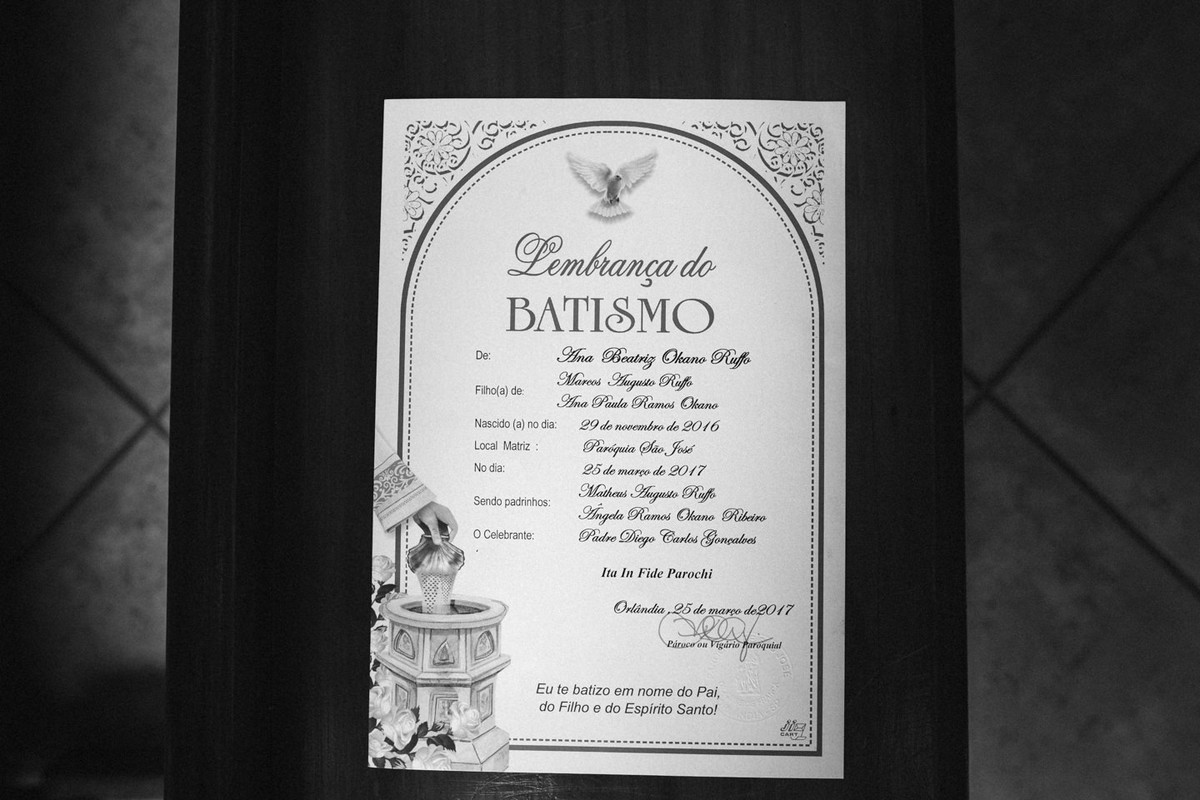 Lembrança do
BATISMO
De: Ana Beatriz Okano Ruffo
Filho(a) de: Marcos Augusto Ruffo
Ana Paula Ramos Okano
Nascido (a) no dia: 29 de novembro de 2016
Local Matriz : Paróquia São José
No dia: 25 de março de 2017
Sendo padrinhos: Matheus Augusto Ruffo
Ângela Ramos Okano Ribeiro
O Celebrante: Padre Diego Carlos Gonçalves
Ita In Fide Parochi
Orlândia , 25 de março de2017
Pároco ou Vigário Paroquial
Eu te batizo em nome do Pai,
do Filho e do Espírito Santo!
CART